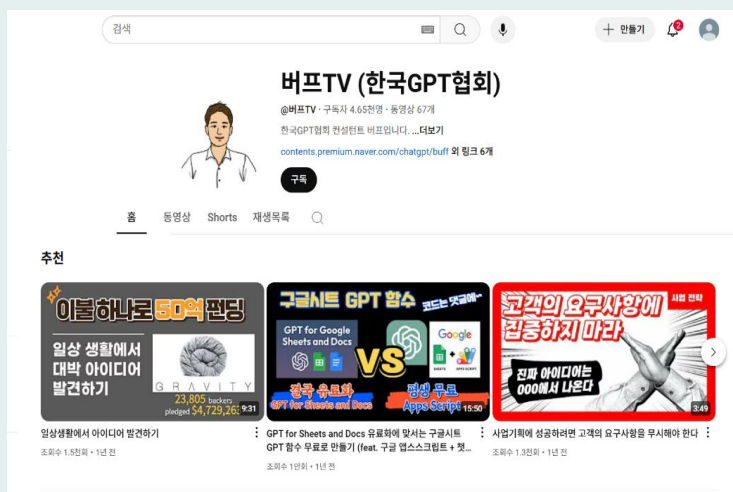 검색
만들기
2
버프TV (한국GPT협회)
@버프TV · 구독자 4.65천명 · 동영상 67개
한국GPT협회 컨설턴트 버프입니다. ...더보기
contents.premium.naver.com/chatgpt/buff 외 링크 6개
구독
홈 동영상 Shorts 재생목록
추천
이불 하나로 50억 펀딩
일상 생활에서
대박 아이디어
발견하기
GRAVITY
23,805 backers
pledged $4,729,263
9:31
구글시트 GPT 함수 코드는 댓글에~
GPT for Google
Sheets and Docs
VS
Google
SHEETS
APPS SCRIPT
결국 유료화
GPT for Sheets and Docs
평생 무료
Apps Script
15:50
고객의 요구사항에
집중하지 마라
사업 전략
진짜 아이디어는
OOO에서 나온다
3:49
일상생활에서 아이디어 발견하기
조회수 1.5천회 · 1년 전
GPT for Sheets and Docs 유료화에 맞서는 구글시트
GPT 함수 무료로 만들기 (feat. 구글 앱스스크립트 + 챗...
조회수 1만회 · 1년 전
사업기획에 성공하려면 고객의 요구사항을 무시해야 한다
조회수 1.3천회 · 1년 전